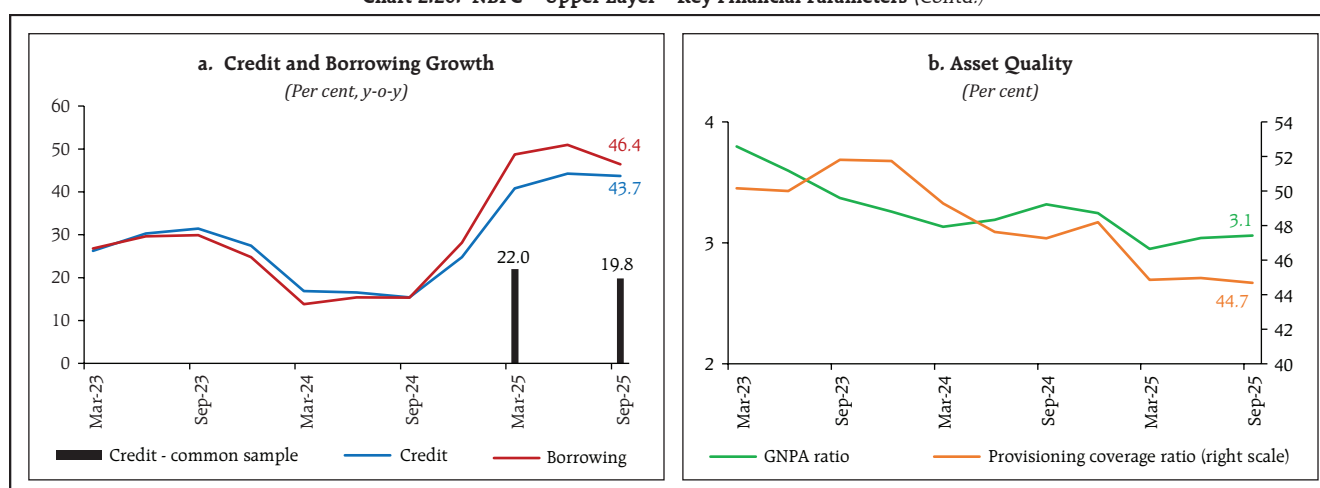 a. Credit and Borrowing Growth
(Per cent, y-o-y)
60
50
40
30
20
10
0
46.4
43.7
22.0
19.8
Mar-23
Sep-23
Mar-24
Sep-24
Mar-25
Sep-25
Credit - common sample
Credit
Borrowing
b. Asset Quality
(Per cent)
4
3
2
54
52
50
48
46
44
42
40
3.1
44.7
Mar-23
Sep-23
Mar-24
Sep-24
Mar-25
Sep-25
GNPA ratio
Provisioning coverage ratio (right scale)